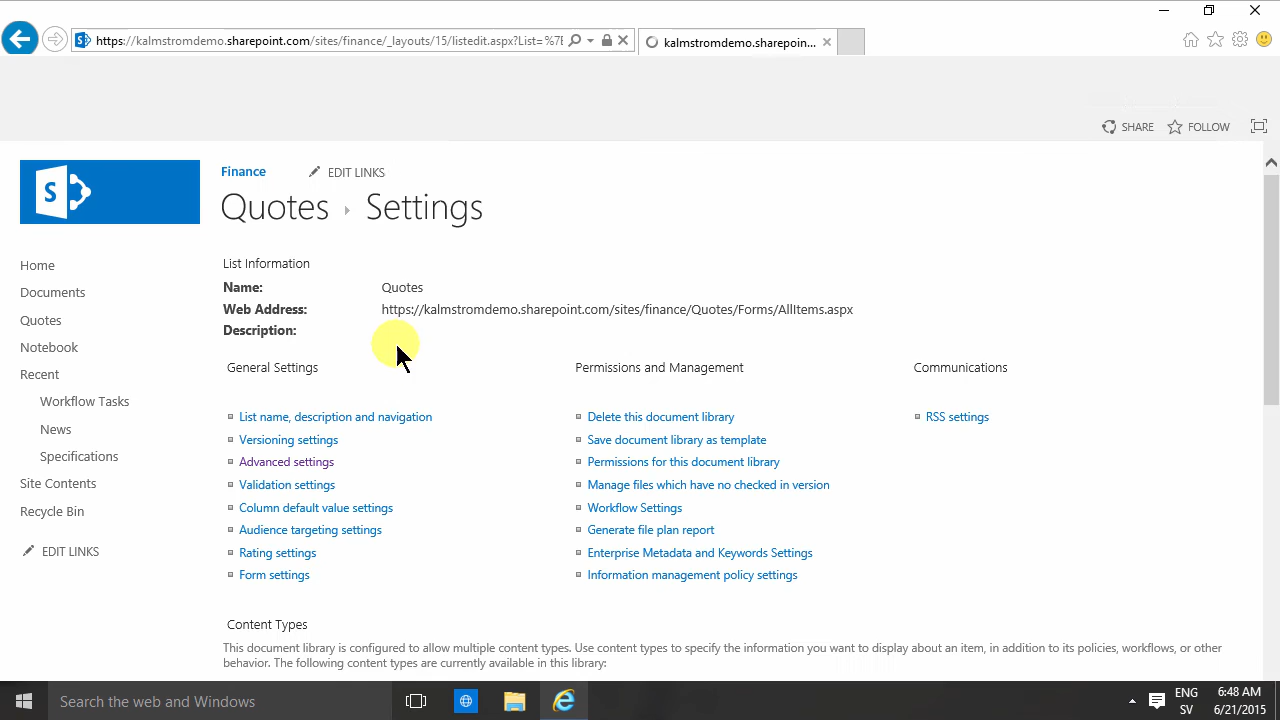 https://kalmstromdemo.sharepoint.com/sites/finance/_layouts/15/listedit.aspx?List=%7E
kalmstromdemo.sharepoin...
SHARE
FOLLOW
Finance
EDIT LINKS
Quotes
Settings
List Information
Name: Quotes
Web Address: https://kalmstromdemo.sharepoint.com/sites/finance/Quotes/Forms/AllItems.aspx
Description:
Home
Documents
Quotes
Notebook
Recent
Workflow Tasks
News
Specifications
Site Contents
Recycle Bin
EDIT LINKS
General Settings
List name, description and navigation
Versioning settings
Advanced settings
Validation settings
Column default value settings
Audience targeting settings
Rating settings
Form settings
Permissions and Management
Delete this document library
Save document library as template
Permissions for this document library
Manage files which have no checked in version
Workflow Settings
Generate file plan report
Enterprise Metadata and Keywords Settings
Information management policy settings
Communications
RSS settings
Content Types
This document library is configured to allow multiple content types. Use content types to specify the information you want to display about an item, in addition to its policies, workflows, or other
behavior. The following content types are currently available in this library:
Search the web and Windows
ENG
SV
6:48 AM
6/21/2015